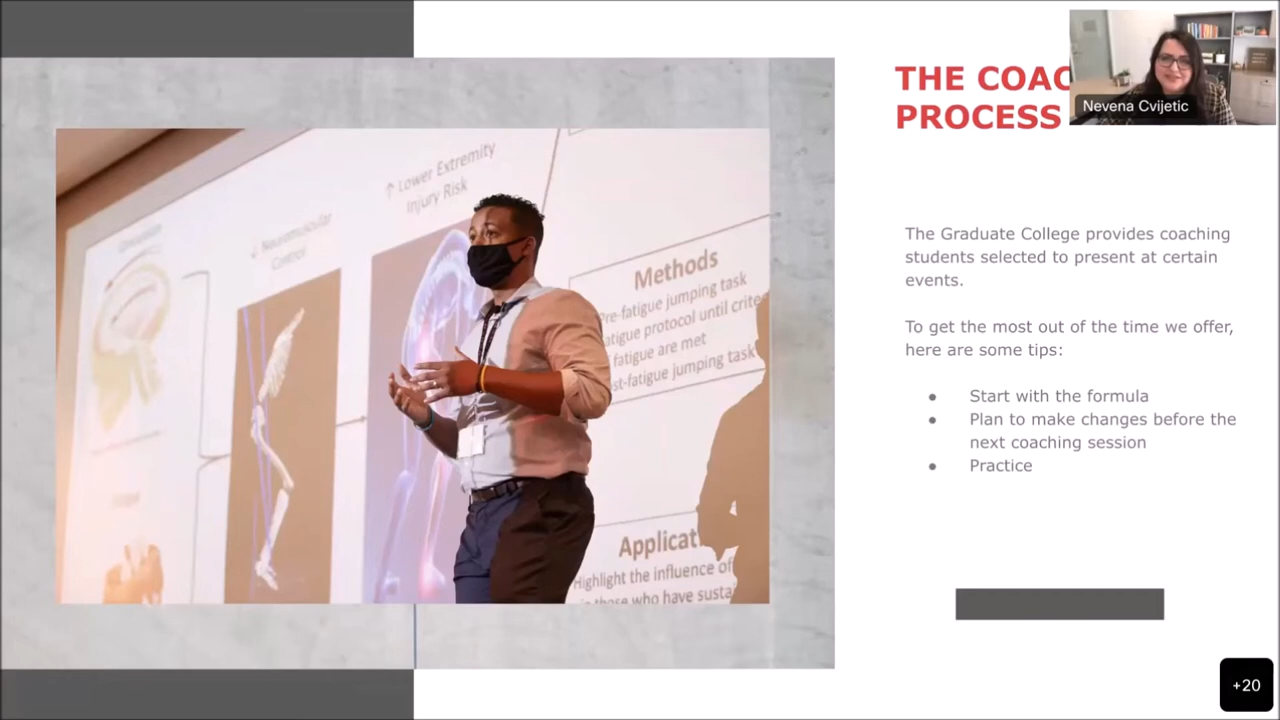 THE COAC
PROCESS
Nevena Cvijetic
The Graduate College provides coaching
students selected to present at certain
events.
To get the most out of the time we offer,
here are some tips:
● Start with the formula
● Plan to make changes before the
next coaching session
● Practice
↑ Lower Extremity
Injury Risk
↓ Neuromuscular
Control
Methods
Pre-fatigue jumping task
atigue protocol until crite
fatigue are met
st-fatigue jumping task
Applicat
Highlight the influence of
those who have susta
+20